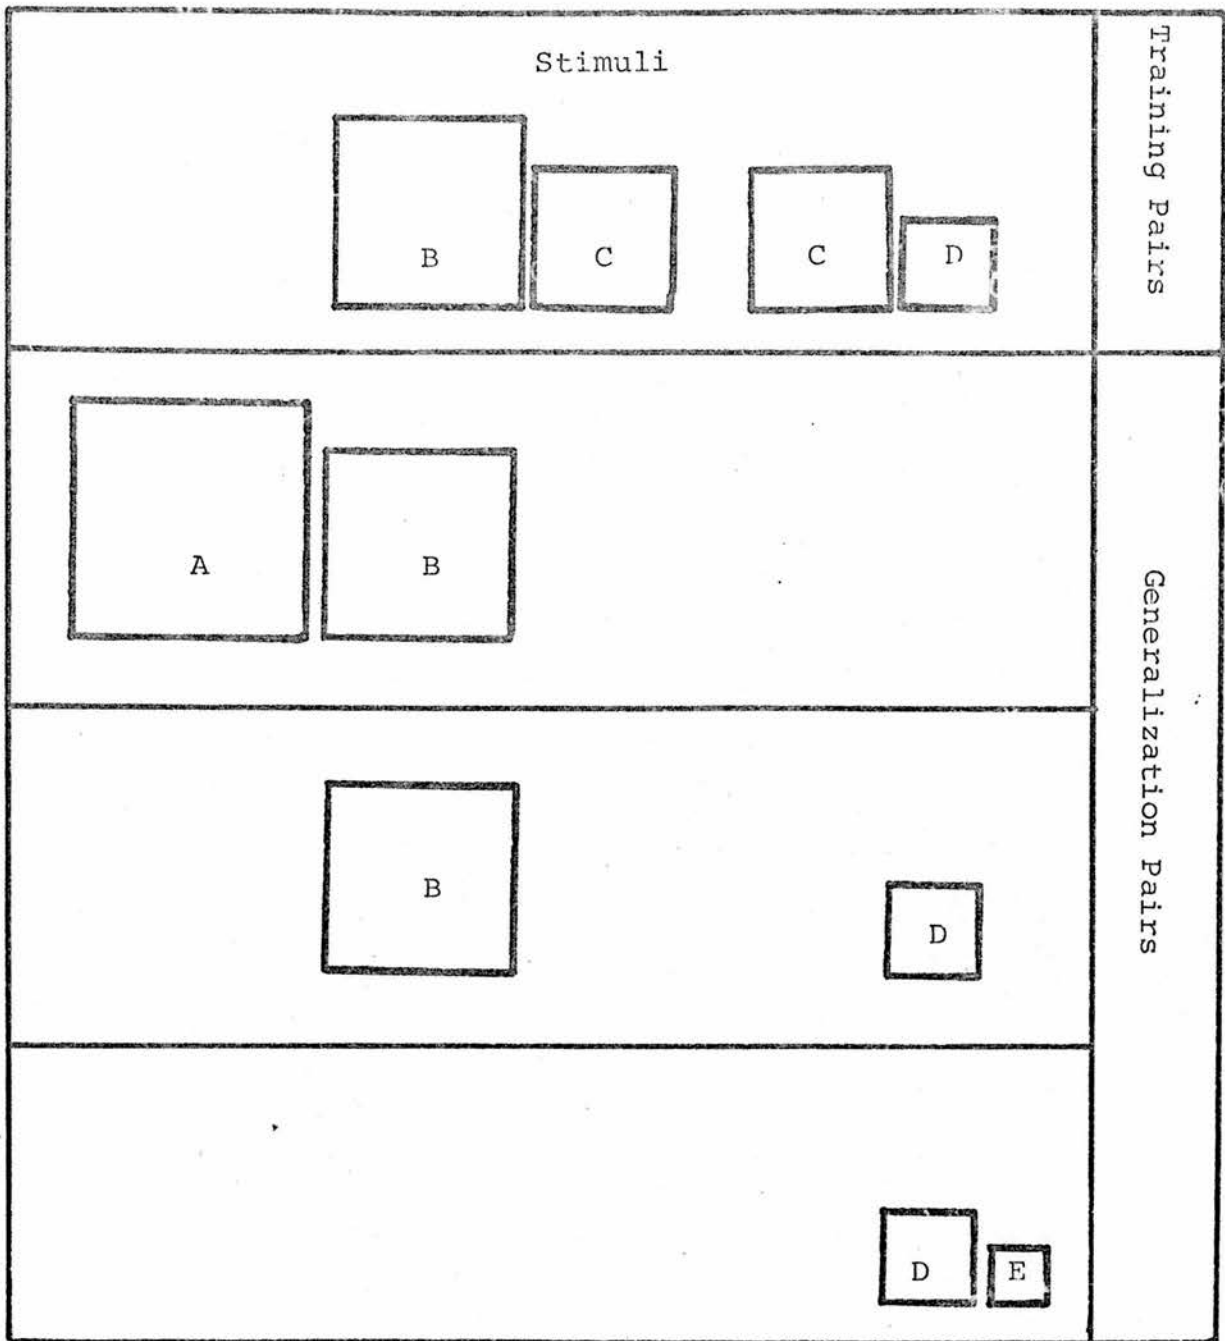 Stimuli
Training Pairs
B C C D
A B
Generalization Pairs
B D
D E